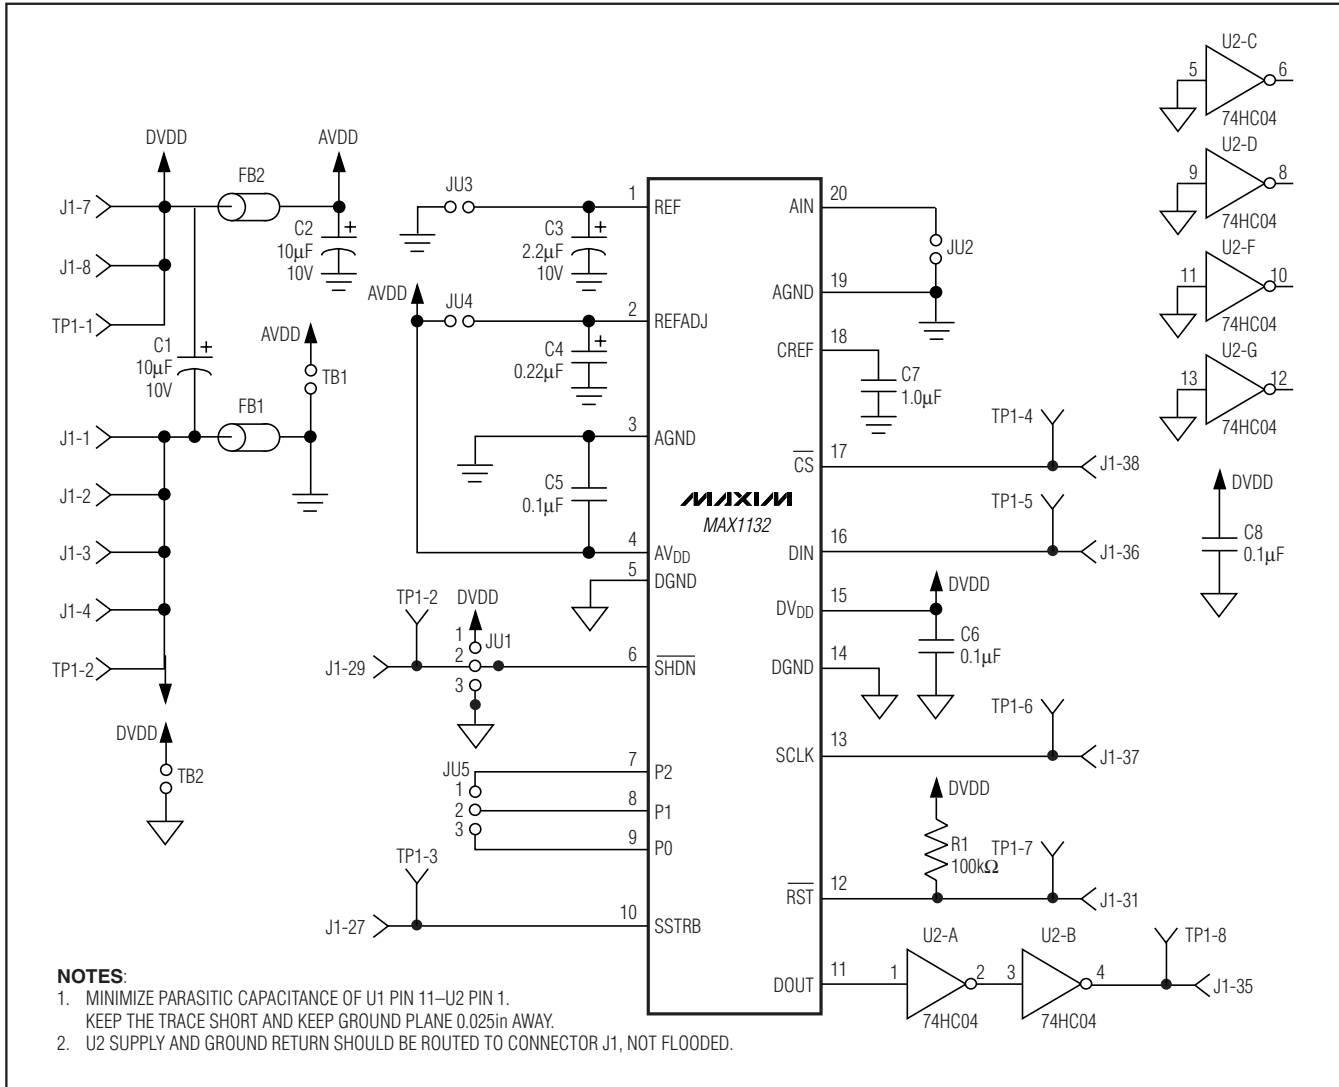 DVDD
AVDD
FB2
J1-7
C2
10µF
10V
+
J1-8
TP1-1
C1
10µF
10V
+
AVDD
TB1
FB1
J1-1
J1-2
J1-3
J1-4
TP1-2
DVDD
TB2
JU3
C3
2.2µF
10V
+
1
REF
AVDD
JU4
2
REFADJ
C4
0.22µF
+
3
AGND
C5
0.1µF
4
AVDD
5
DGND
TP1-2
DVDD
1
JU1
2
3
J1-29
6
SHDN
JU5
1
2
3
7
P2
8
P1
9
P0
TP1-3
J1-27
10
SSTRB
MAXIM
MAX1132
AIN
20
JU2
AGND
19
CREF
18
C7
1.0µF
TP1-4
CS
17
J1-38
TP1-5
DIN
16
J1-36
DVDD
DVDD
15
C6
0.1µF
DGND
14
TP1-6
SCLK
13
J1-37
DVDD
R1
100kΩ
TP1-7
RST
12
J1-31
U2-A
U2-B
TP1-8
DOUT
11
1
2
3
4
J1-35
74HC04
74HC04
U2-C
5
6
74HC04
U2-D
9
8
74HC04
U2-F
11
10
74HC04
U2-G
13
12
74HC04
DVDD
C8
0.1µF
NOTES:
1. MINIMIZE PARASITIC CAPACITANCE OF U1 PIN 11–U2 PIN 1.
KEEP THE TRACE SHORT AND KEEP GROUND PLANE 0.025in AWAY.
2. U2 SUPPLY AND GROUND RETURN SHOULD BE ROUTED TO CONNECTOR J1, NOT FLOODED.